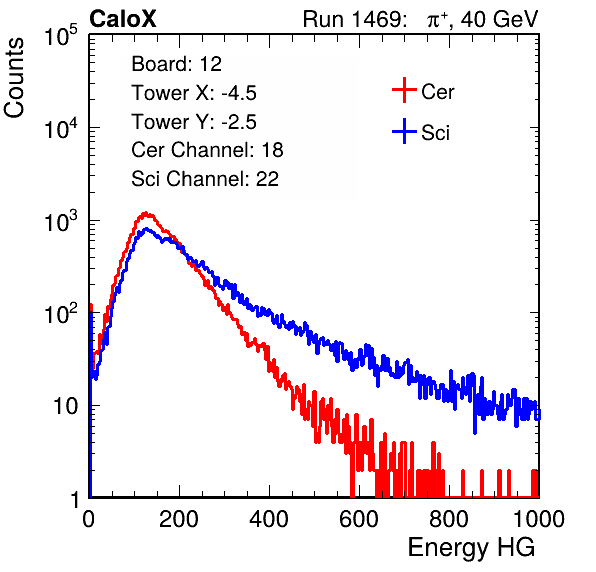 CaloX Run 1469: π⁺, 40 GeV
Counts
Board: 12
Tower X: -4.5
Tower Y: -2.5
Cer Channel: 18
Sci Channel: 22
Cer
Sci
10⁵
10⁴
10³
10²
10
1
0 200 400 600 800 1000
Energy HG